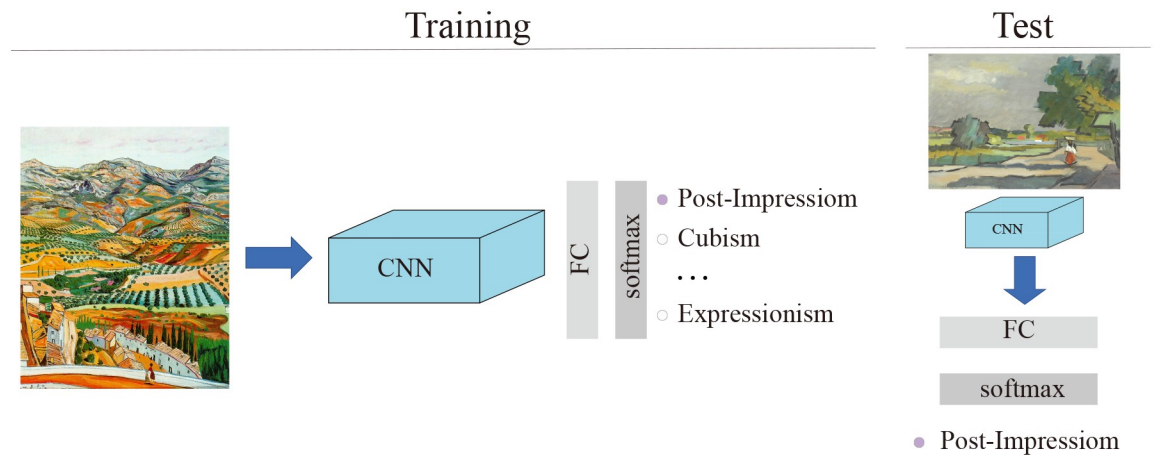 Training
CNN
FC
softmax
Post-Impressiom
Cubism
...
Expressionism
Test
CNN
FC
softmax
Post-Impressiom